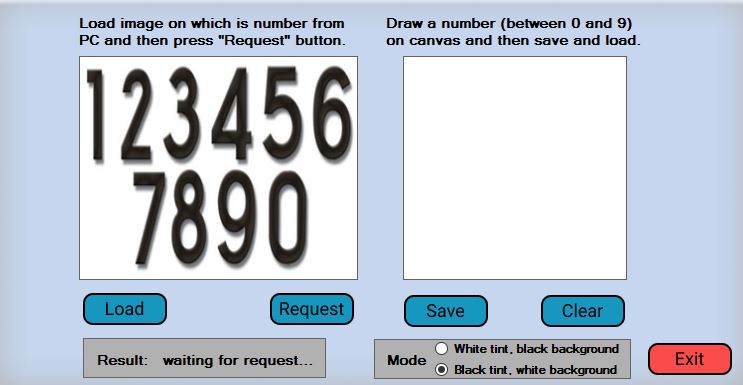 Load image on which is number from
PC and then press "Request" button.
Draw a number (between 0 and 9)
on canvas and then save and load.
123456
7890
Load
Request
Save
Clear
Result: waiting for request...
Mode
White tint, black background
Black tint, white background
Exit